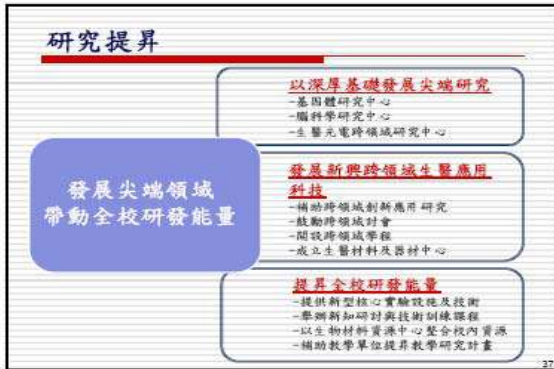 研究提昇
發展尖端領域
帶動全校研發能量
以深厚基礎發展尖端研究
-基因體研究中心
-腦科學研究中心
-生醫光電跨領域研究中心
發展新興跨領域生醫應用
科技
-補助跨領域創新應用研究
-鼓勵跨領域討會
-開設跨領域學程
-成立生醫材料及器材中心
提昇全校研發能量
-提供新型核心實驗設施及技術
-舉辦新知研討與技術訓練課程
-以生物材料資源中心整合校內資源
-補助教學單位提昇教學研究計畫
37